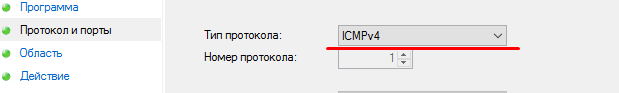 Программа
Протокол и порты
Область
Действие
Тип протокола: ICMPv4
Номер протокола: 1